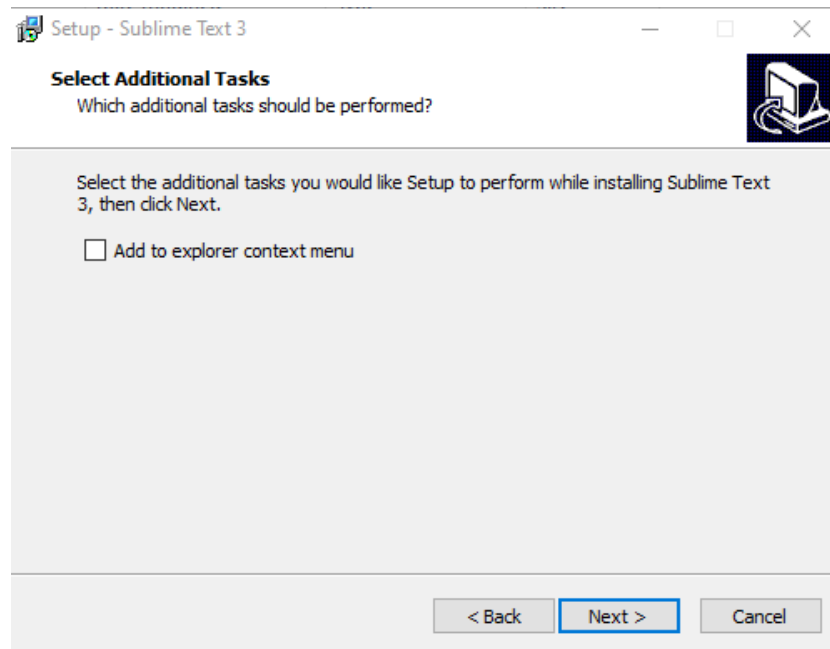 Setup - Sublime Text 3
Select Additional Tasks
Which additional tasks should be performed?
Select the additional tasks you would like Setup to perform while installing Sublime Text
3, then click Next.
Add to explorer context menu
< Back Next > Cancel